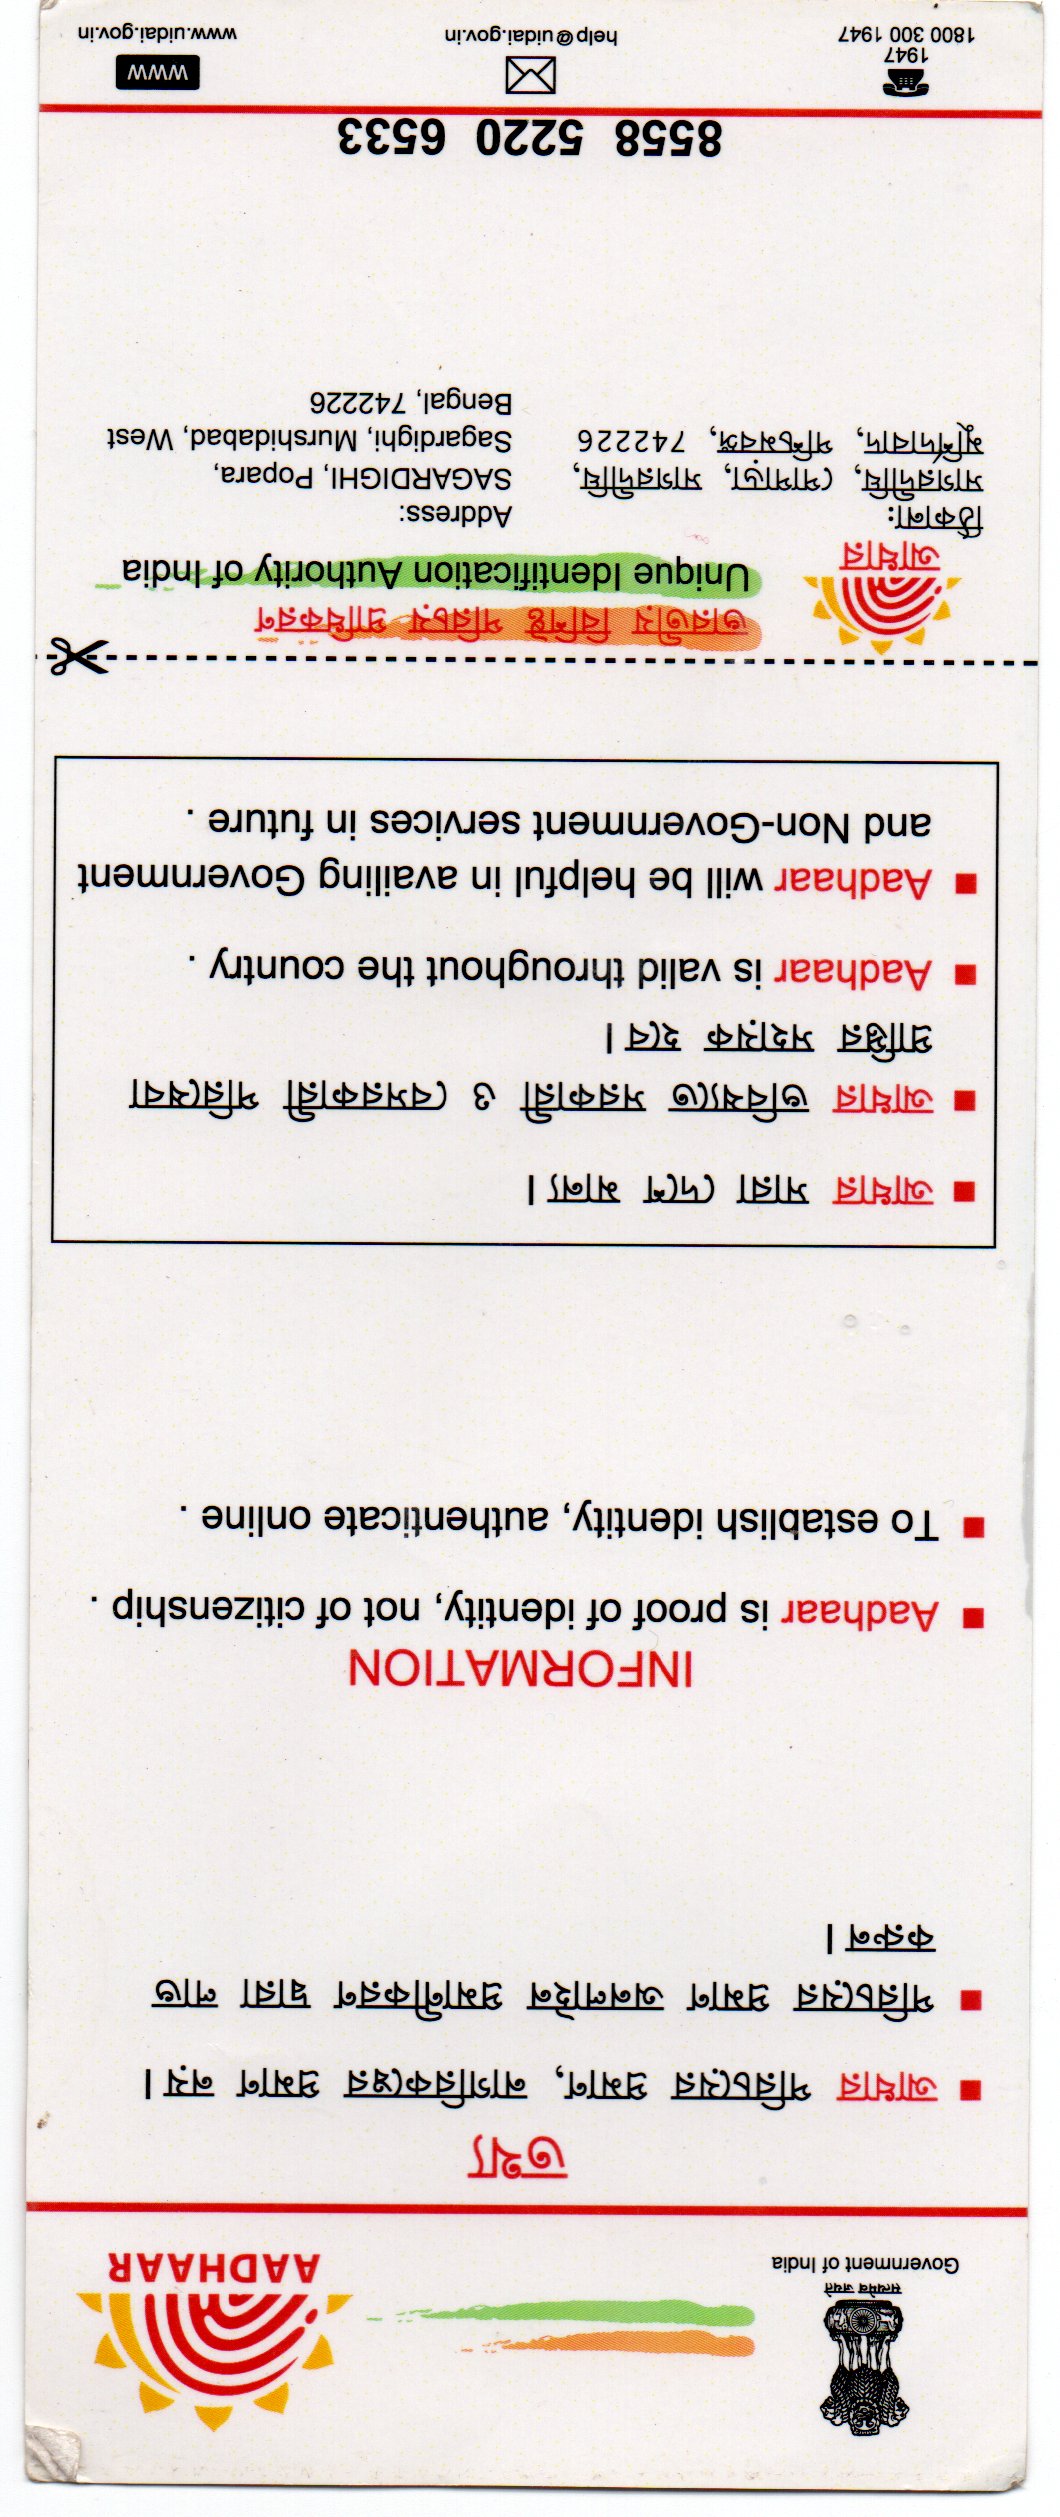 सत्यमेव जयते
Government of India
AADHAAR
তথ্য
আধার পরিচয়ের প্রমাণ, নাগরিকত্বের প্রমাণ নয়।
পরিচয়ের প্রমাণ অনলাইন প্রমাণীকরণ দ্বারা লাভ
করুন।
INFORMATION
Aadhaar is proof of identity, not of citizenship .
To establish identity, authenticate online .
আধার সারা দেশে মান্য।
আধার ভবিষ্যতে সরকারী ও বেসরকারী পরিষেবা
প্রাপ্তির সহায়ক হবে।
Aadhaar is valid throughout the country .
Aadhaar will be helpful in availing Government
and Non-Government services in future .
ভারতীয় বিশিষ্ট পরিচয় প্রাধিকরণ
Unique Identification Authority of India
আধার
ঠিকানা:
সাগরদীঘি, পোপাড়া, সাগরদীঘি,
মুর্শিদাবাদ, পশ্চিমবঙ্গ, 742226
Address:
SAGARDIGHI, Popara,
Sagardighi, Murshidabad, West
Bengal, 742226
8558 5220 6533
1947
1800 300 1947
help@uidai.gov.in
WWW
www.uidai.gov.in